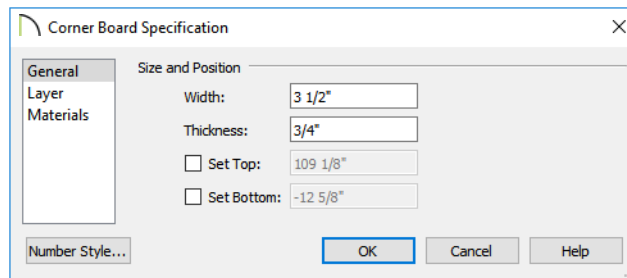 Corner Board Specification
General
Layer
Materials
Size and Position
Width: 3 1/2"
Thickness: 3/4"
Set Top: 109 1/8"
Set Bottom: -12 5/8"
Number Style... OK Cancel Help